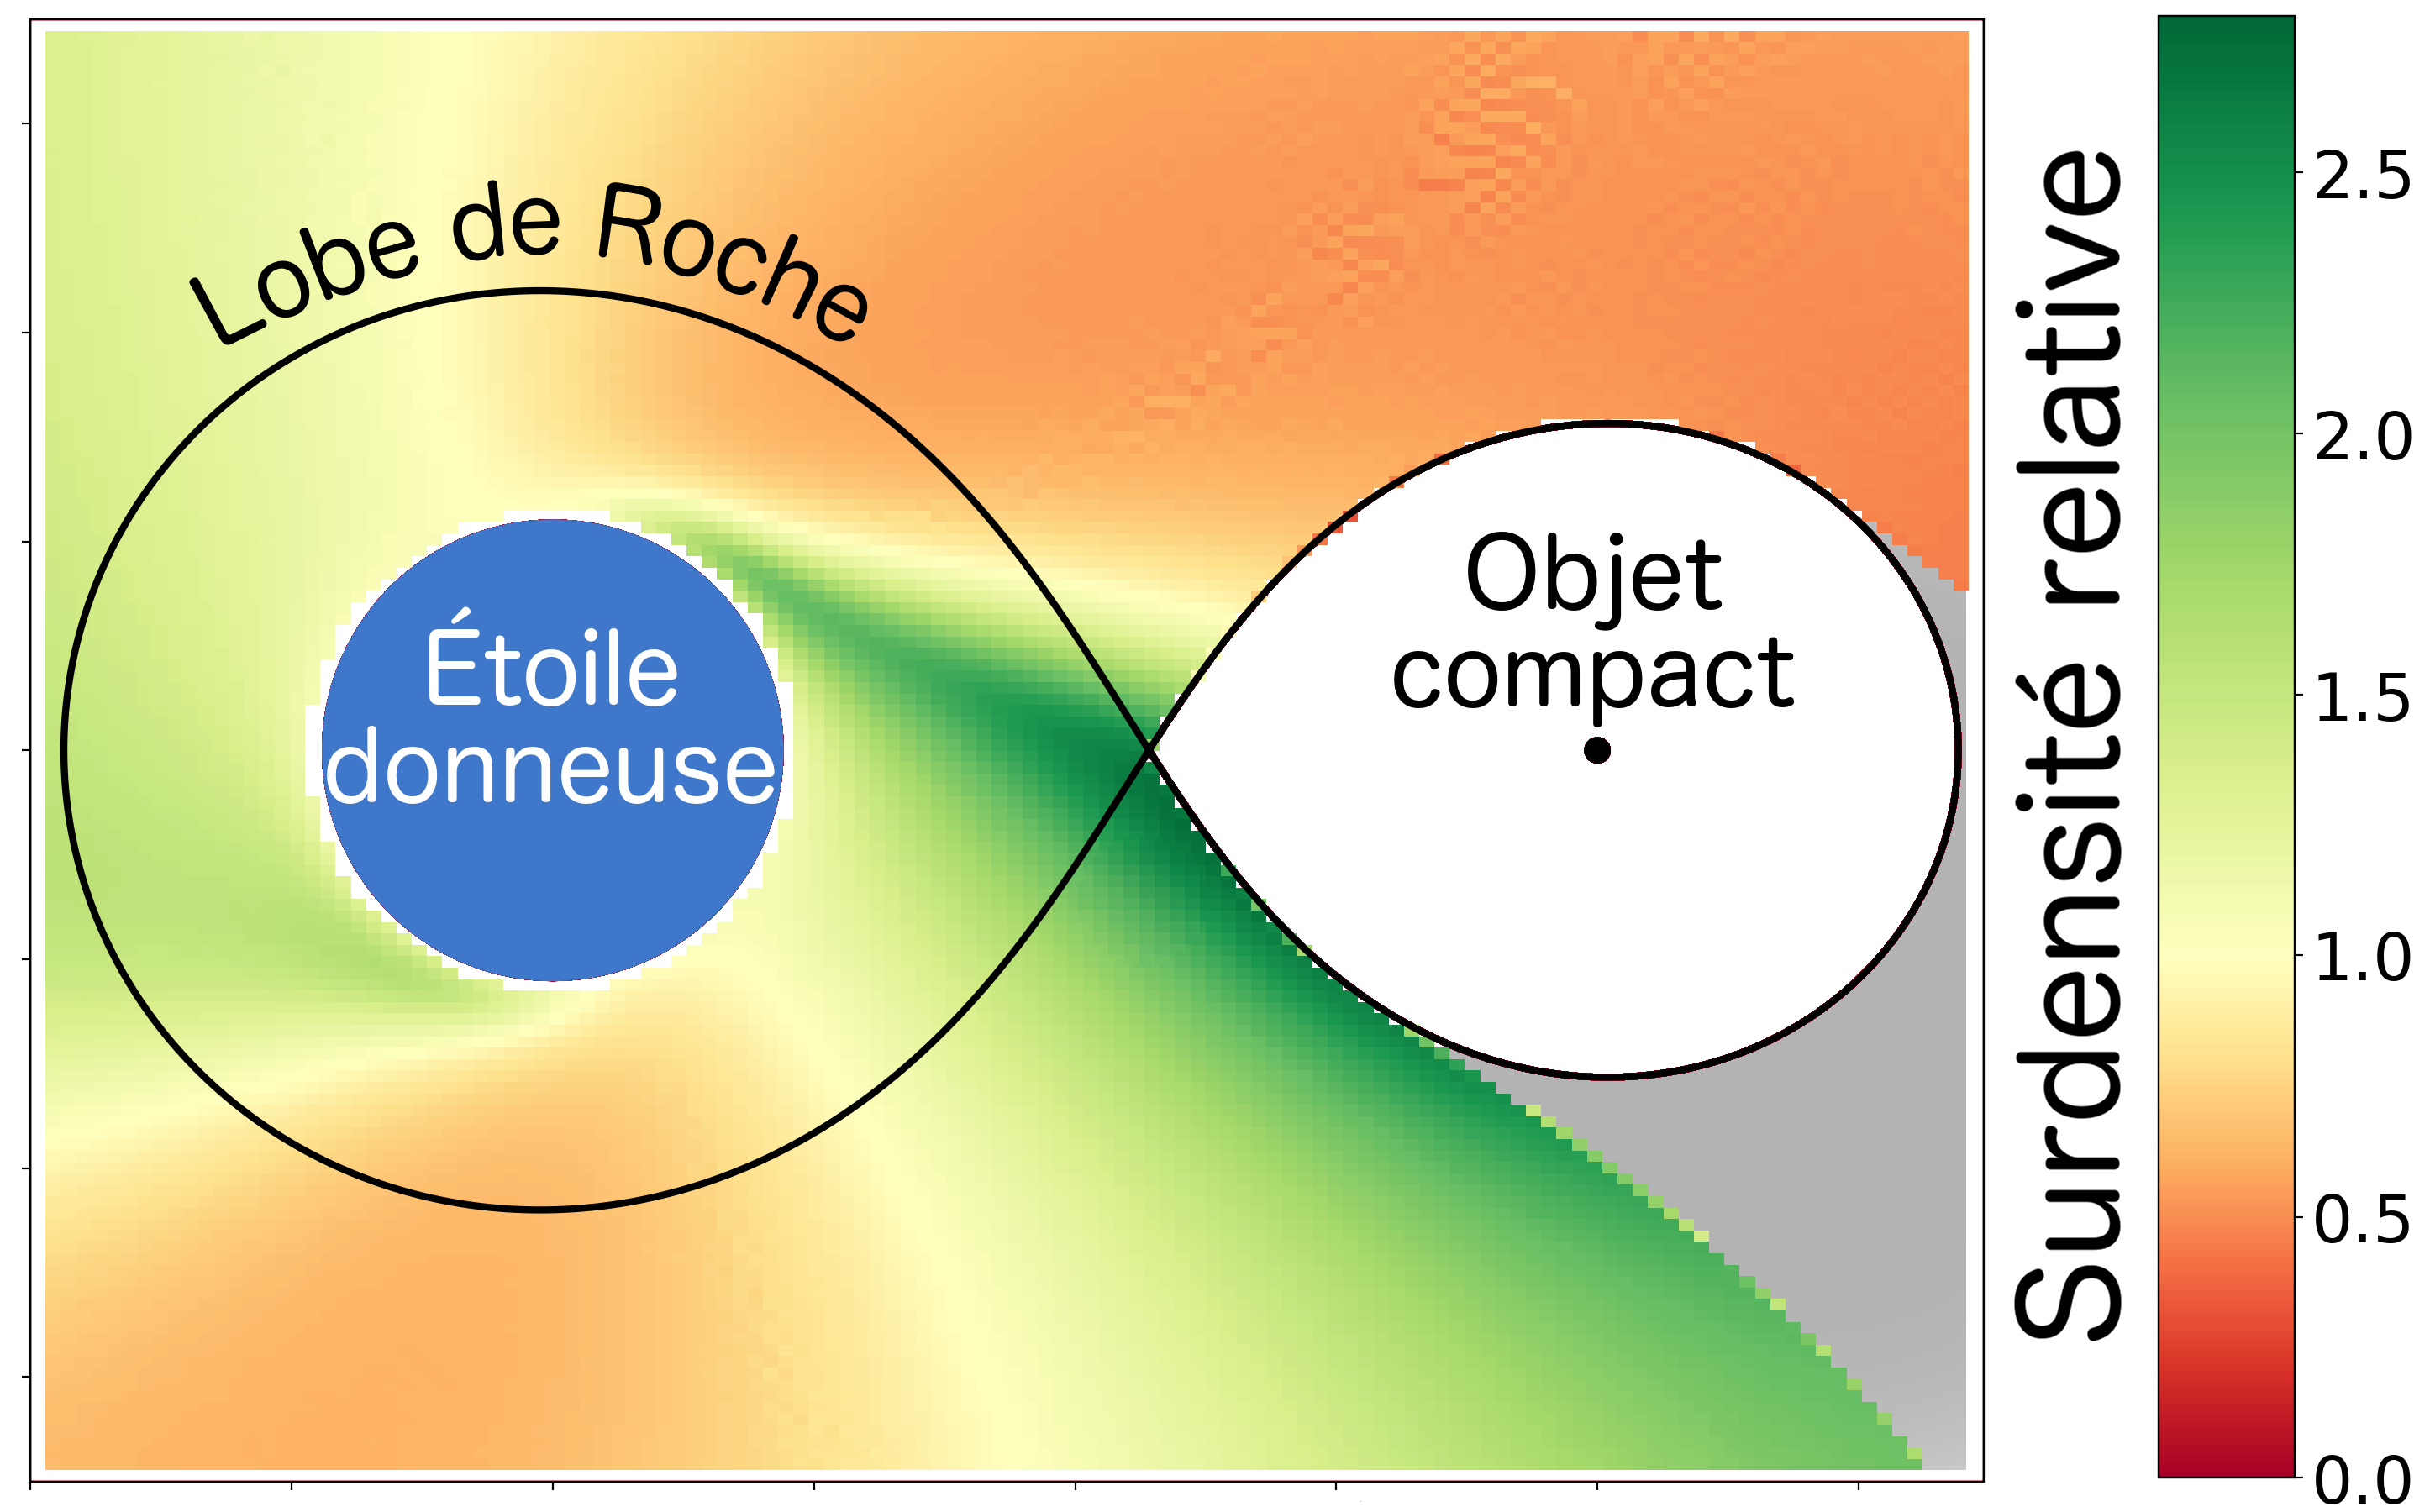 Lobe de Roche
Étoile
donneuse
Objet
compact
Surdensité relative
2.5
2.0
1.5
1.0
0.5
0.0